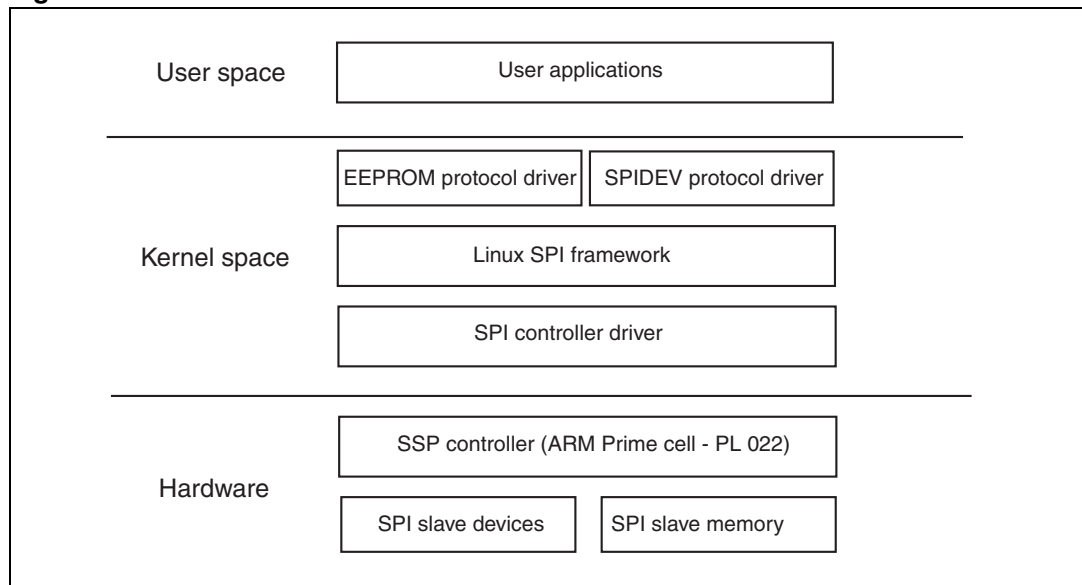 User space
User applications
EEPROM protocol driver
SPIDEV protocol driver
Kernel space
Linux SPI framework
SPI controller driver
SSP controller (ARM Prime cell - PL 022)
Hardware
SPI slave devices
SPI slave memory